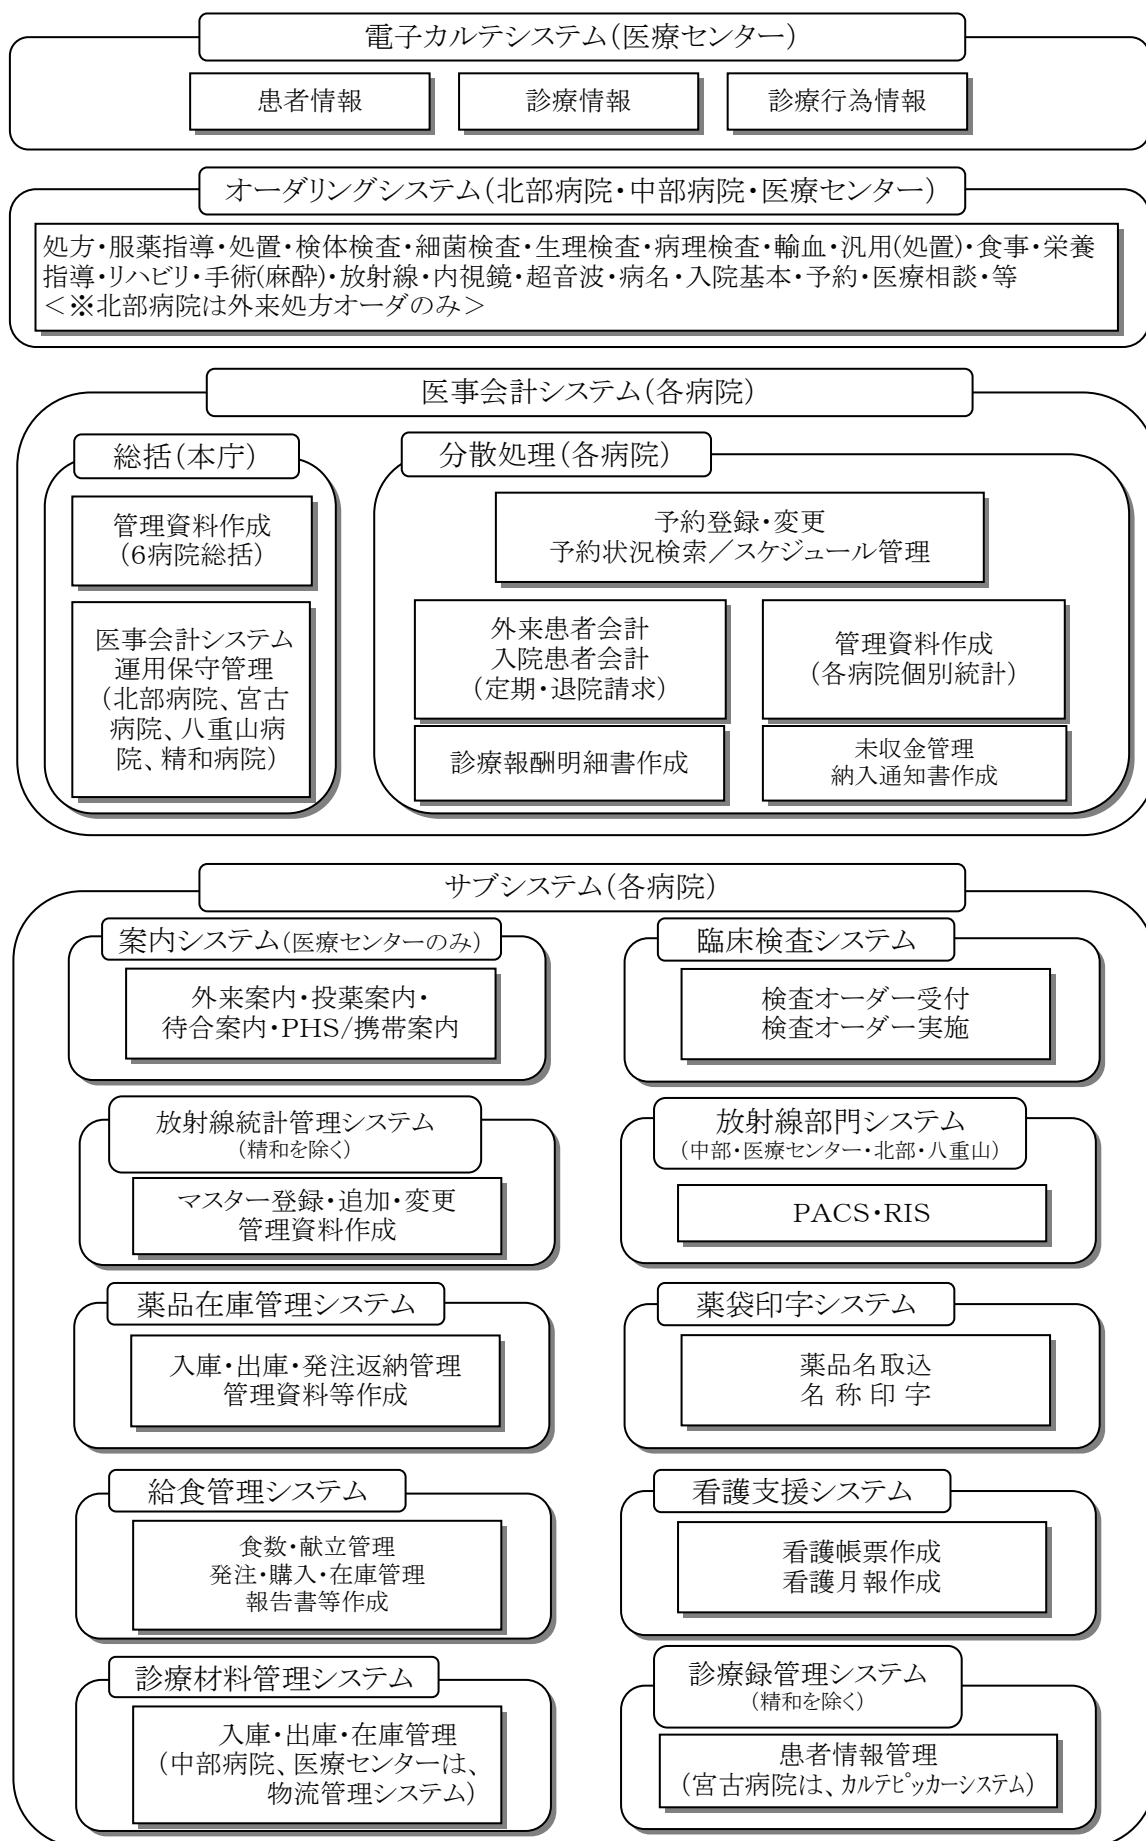 電子カルテシステム(医療センター)
患者情報
診療情報
診療行為情報
オーダリングシステム(北部病院・中部病院・医療センター)
処方・服薬指導・処置・検体検査・細菌検査・生理検査・病理検査・輸血・汎用(処置)・食事・栄養
指導・リハビリ・手術(麻酔)・放射線・内視鏡・超音波・病名・入院基本・予約・医療相談・等
<※北部病院は外来処方オーダのみ>
医事会計システム(各病院)
総括(本庁)
管理資料作成
(6病院総括)
医事会計システム
運用保守管理
(北部病院、宮古
病院、八重山病
院、精和病院)
分散処理(各病院)
予約登録・変更
予約状況検索/スケジュール管理
外来患者会計
入院患者会計
(定期・退院請求)
管理資料作成
(各病院個別統計)
診療報酬明細書作成
未収金管理
納入通知書作成
サブシステム(各病院)
案内システム(医療センターのみ)
外来案内・投薬案内・
待合案内・PHS/携帯案内
臨床検査システム
検査オーダー受付
検査オーダー実施
放射線統計管理システム
(精和を除く)
マスター登録・追加・変更
管理資料作成
放射線部門システム
(中部・医療センター・北部・八重山)
PACS・RIS
薬品在庫管理システム
入庫・出庫・発注返納管理
管理資料等作成
薬袋印字システム
薬品名取込
名 称 印 字
給食管理システム
食数・献立管理
発注・購入・在庫管理
報告書等作成
看護支援システム
看護帳票作成
看護月報作成
診療材料管理システム
入庫・出庫・在庫管理
(中部病院、医療センターは、
物流管理システム)
診療録管理システム
(精和を除く)
患者情報管理
(宮古病院は、カルテピッカーシステム)